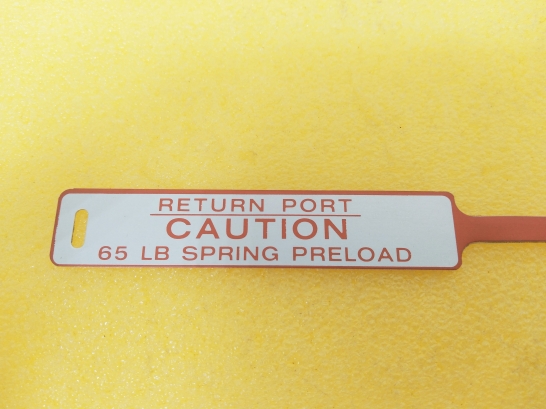 RETURN PORT
CAUTION
65 LB SPRING PRELOAD